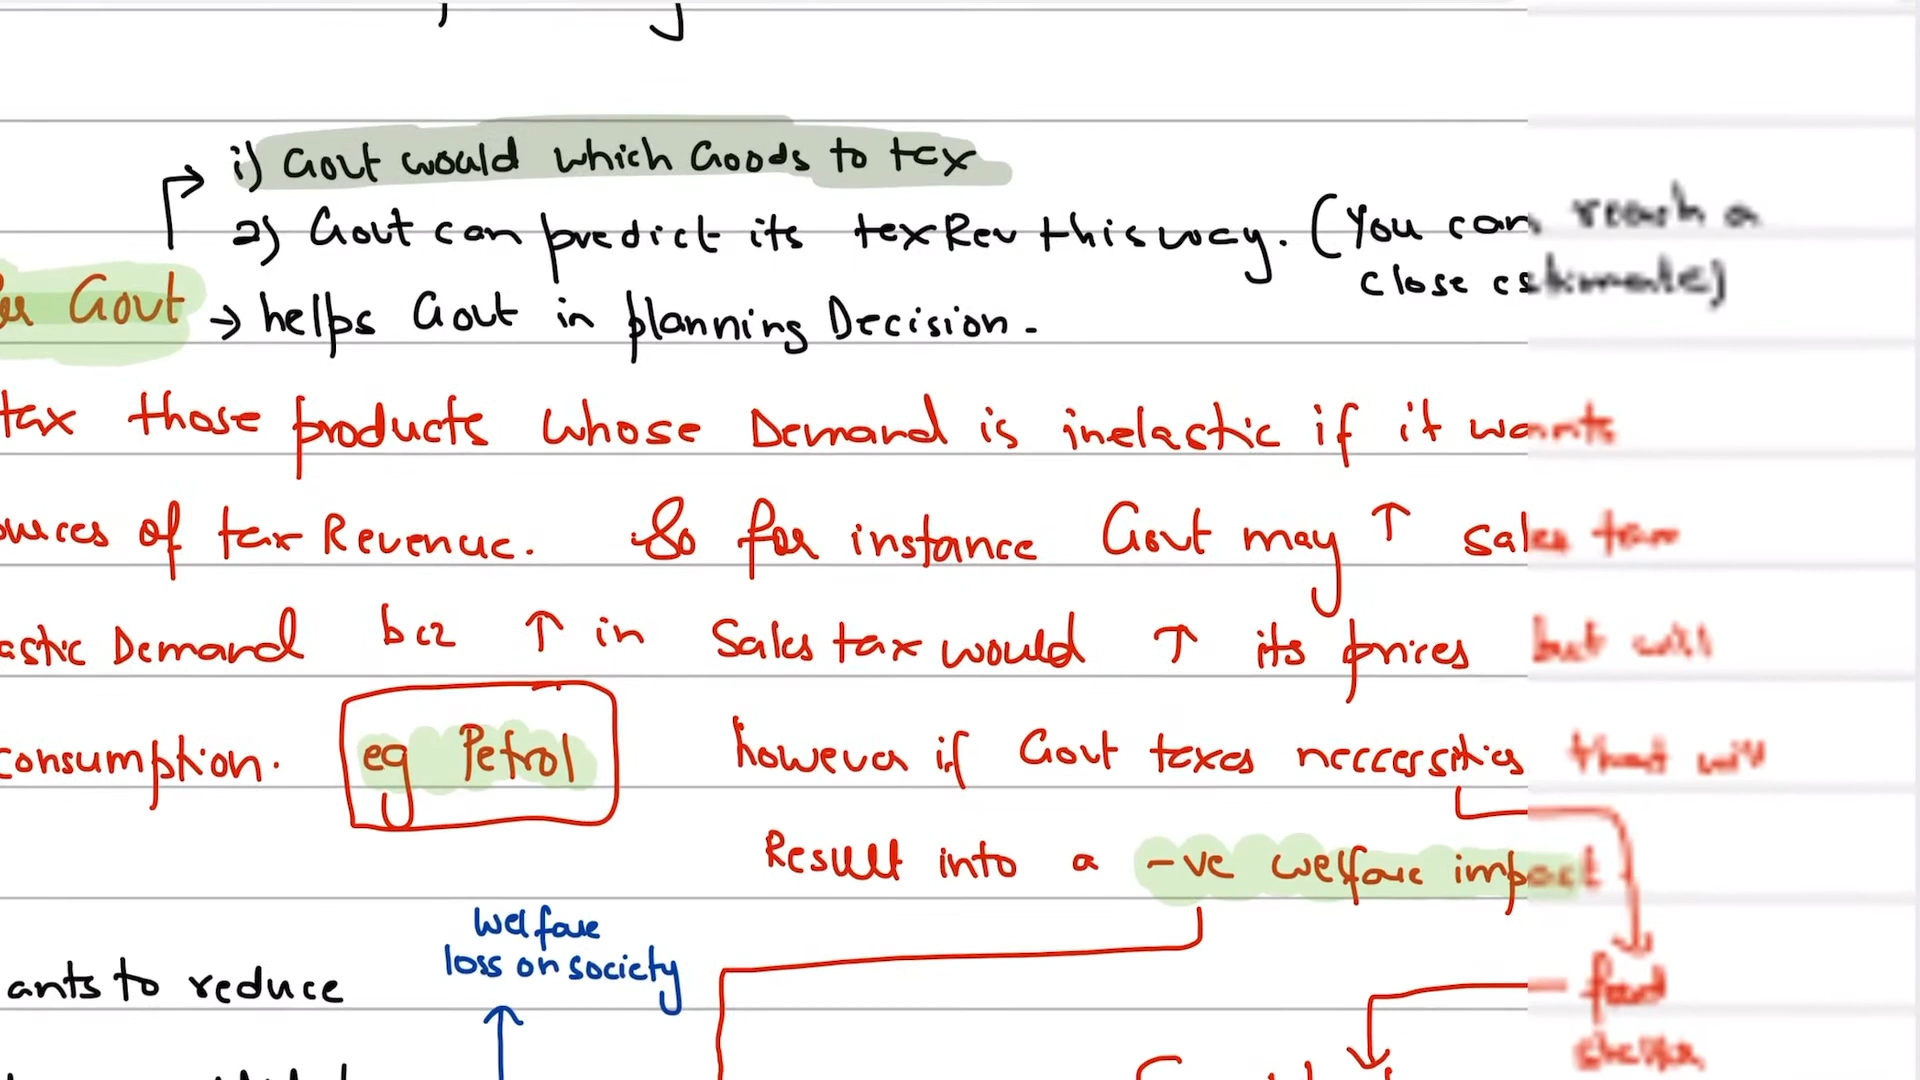 i) Govt would which Goods to tax
2) Govt can predict its tax Rev this way. (You can reach a
close estimate)
Govt → helps Govt in planning Decision.
tax those products whose Demand is inelastic if it wants
of tax Revenue. So for instance Govt may ↑ sales tax
Demand bcz ↑ in Sales tax would ↑ its prices but will
consumption. eg Petrol however if Govt taxes neccessities that will
Result into a -ve welfare impact
welfare
loss on society
ants to reduce
food
shelter